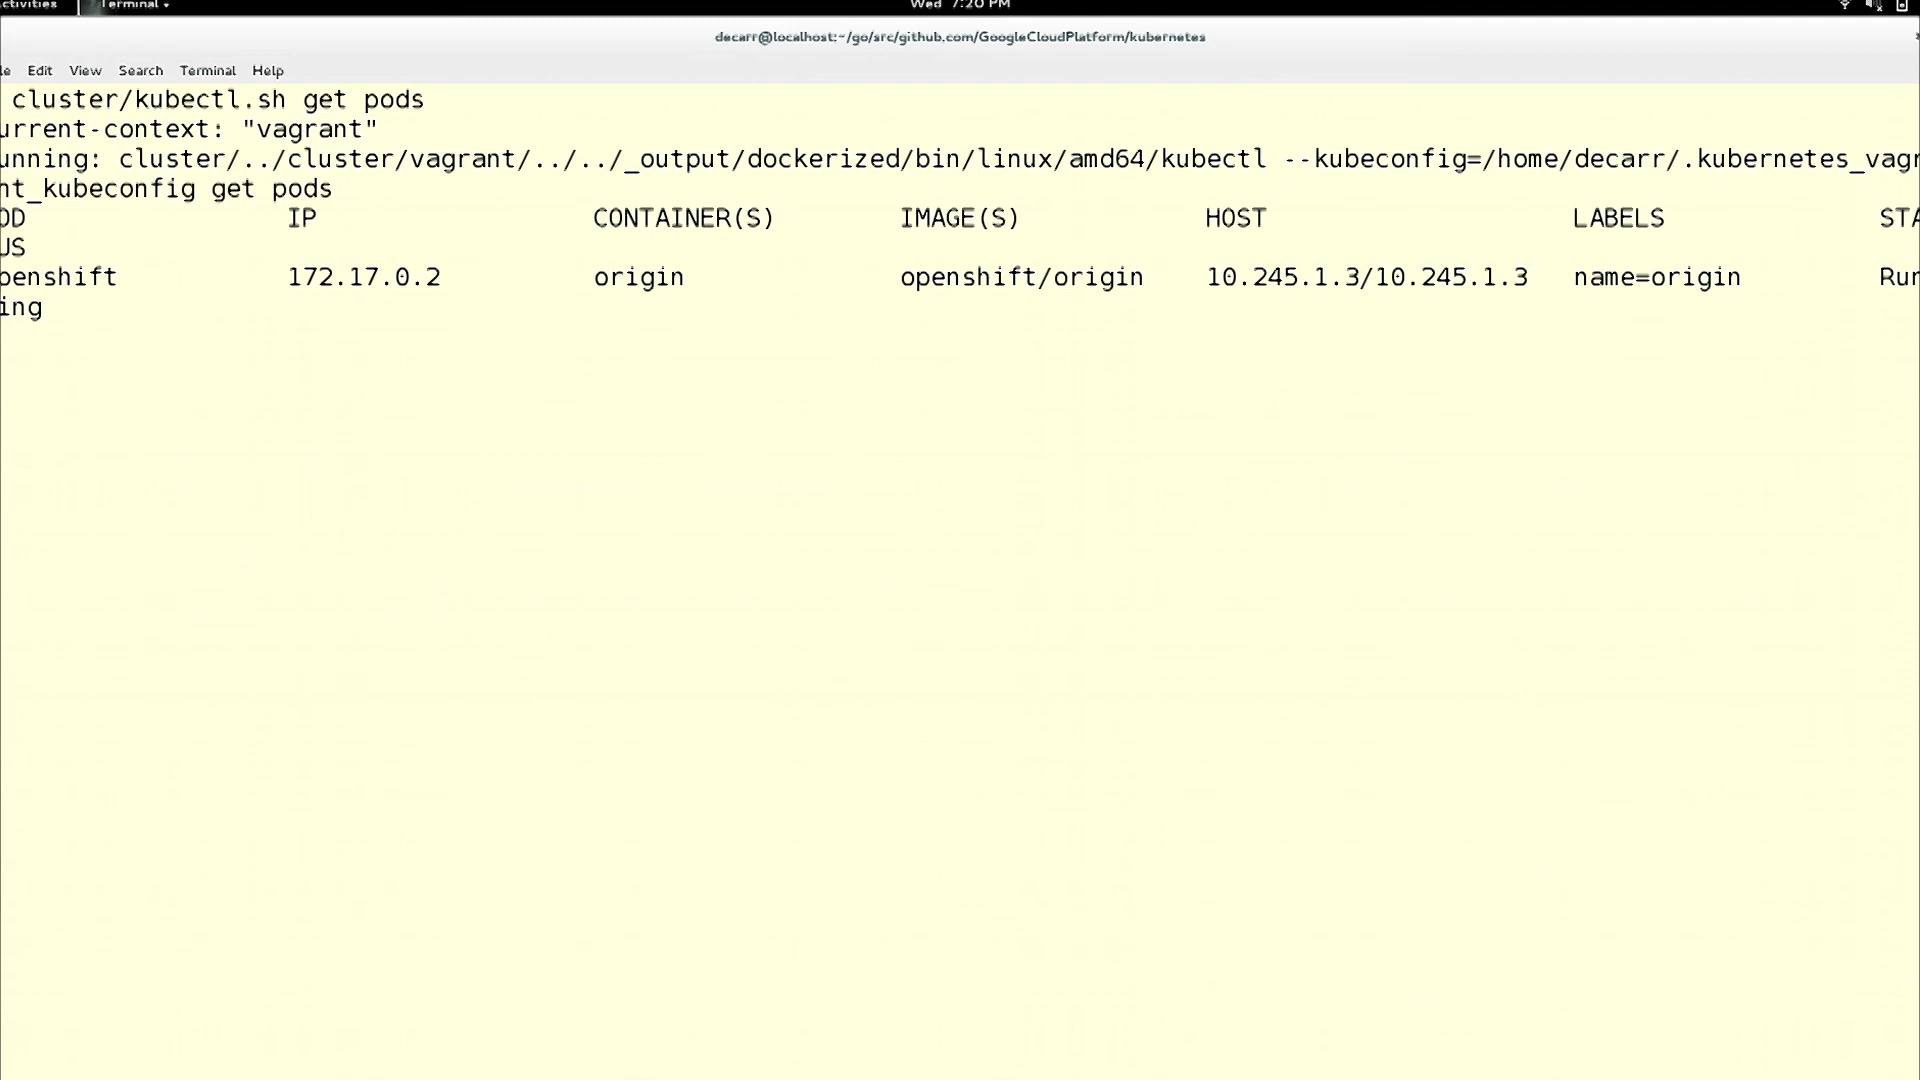 ctivities Terminal Wed 7:20 PM
decarr@localhost:~/go/src/github.com/GoogleCloudPlatform/kubernetes
le Edit View Search Terminal Help
cluster/kubectl.sh get pods
urrent-context: "vagrant"
unning: cluster/../cluster/vagrant/../../_output/dockerized/bin/linux/amd64/kubectl --kubeconfig=/home/decarr/.kubernetes_vagr
nt_kubeconfig get pods
OD IP CONTAINER(S) IMAGE(S) HOST LABELS STA
US
penshift 172.17.0.2 origin openshift/origin 10.245.1.3/10.245.1.3 name=origin Run
ing